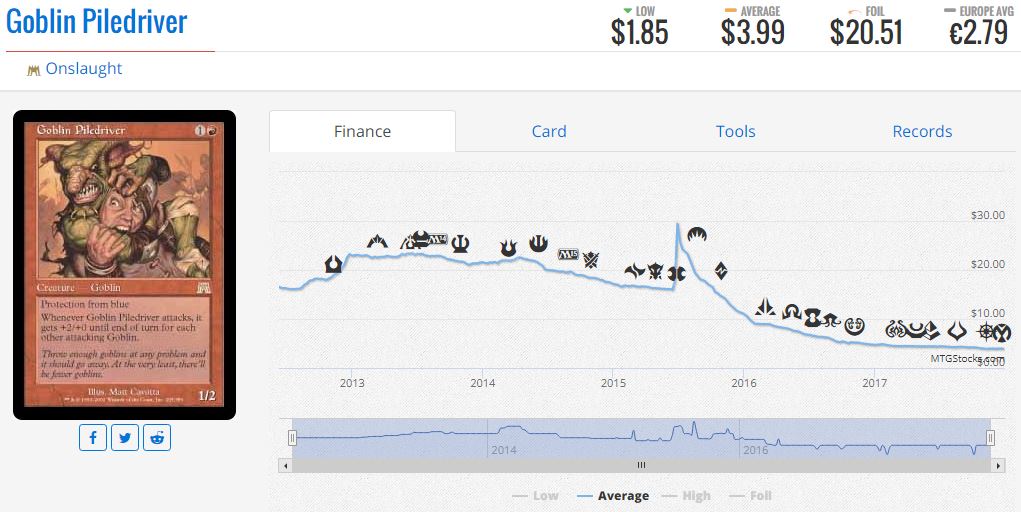 Goblin Piledriver
LOW
$1.85
AVERAGE
$3.99
FOIL
$20.51
EUROPE AVG
€2.79
Onslaught
Goblin Piledriver 1
Creature — Goblin
Protection from blue
Whenever Goblin Piledriver attacks, it
gets +2/+0 until end of turn for each
other attacking Goblin.
Throw enough goblins at any problem and
it should go away. At the very least, there'll
be fewer goblins.
Illus. Matt Cavotta
1/2
Finance
Card
Tools
Records
$30.00
$20.00
$10.00
MTGStocks.com
$0.00
M14
M15
2013
2014
2015
2016
2017
2014
2016
Low
Average
High
Foil